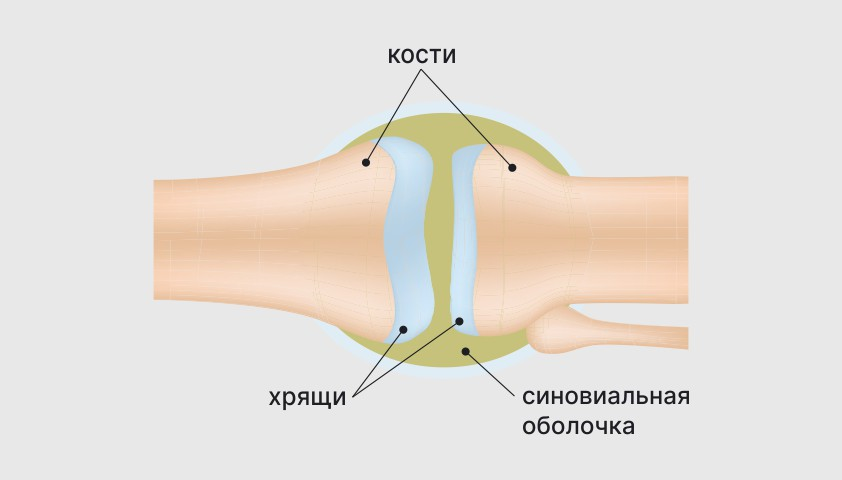 кости
хрящи
синовиальная
оболочка